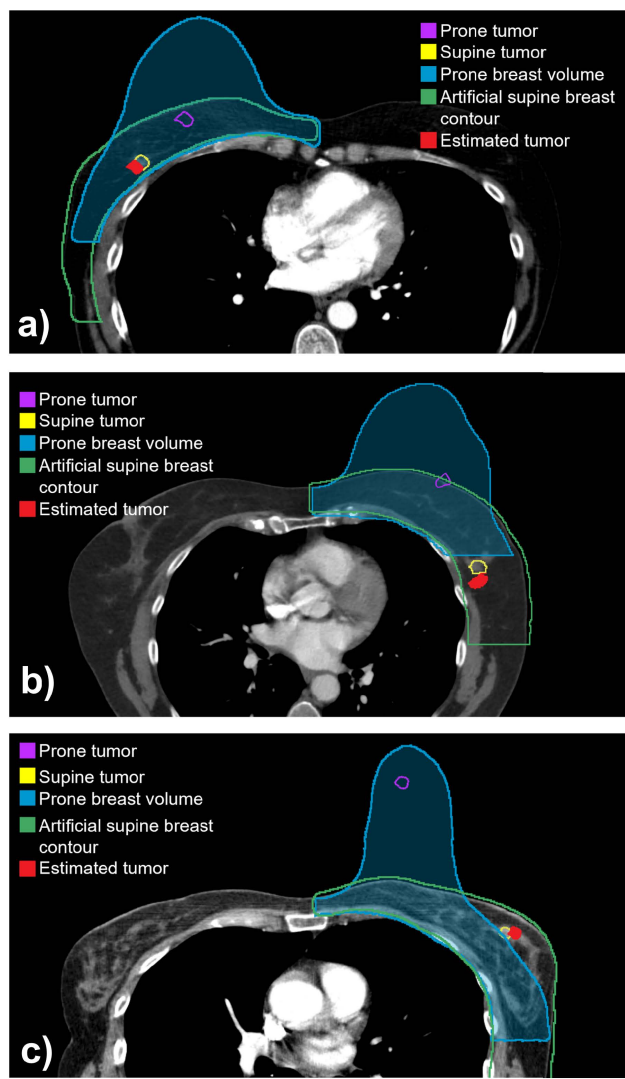 Prone tumor
Supine tumor
Prone breast volume
Artificial supine breast
contour
Estimated tumor
a)
Prone tumor
Supine tumor
Prone breast volume
Artificial supine breast
contour
Estimated tumor
b)
Prone tumor
Supine tumor
Prone breast volume
Artificial supine breast
contour
Estimated tumor
c)